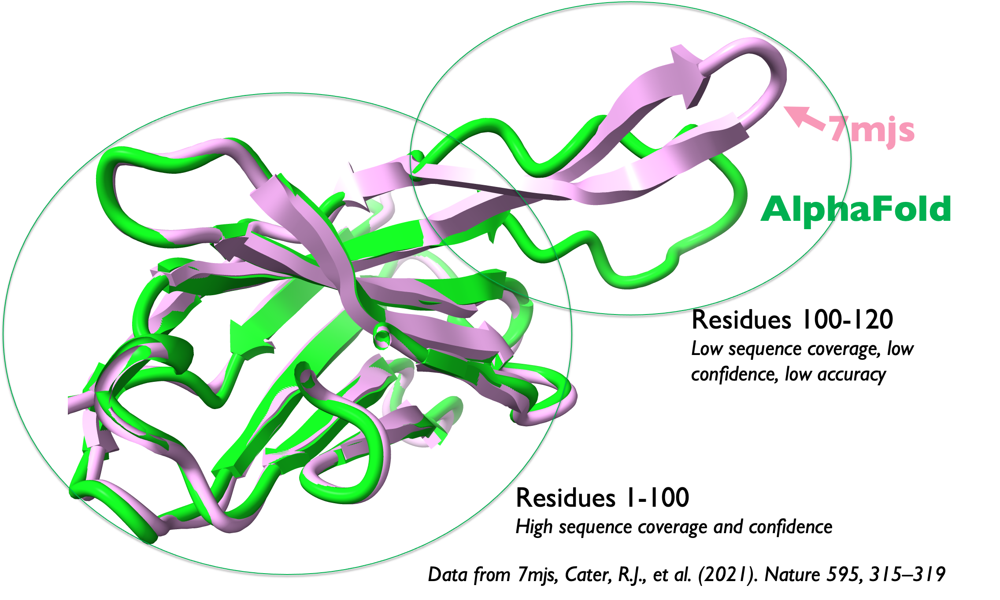 7mjs
AlphaFold
Residues 100-120
Low sequence coverage, low
confidence, low accuracy
Residues 1-100
High sequence coverage and confidence
Data from 7mjs, Cater, R.J., et al. (2021). Nature 595, 315–319